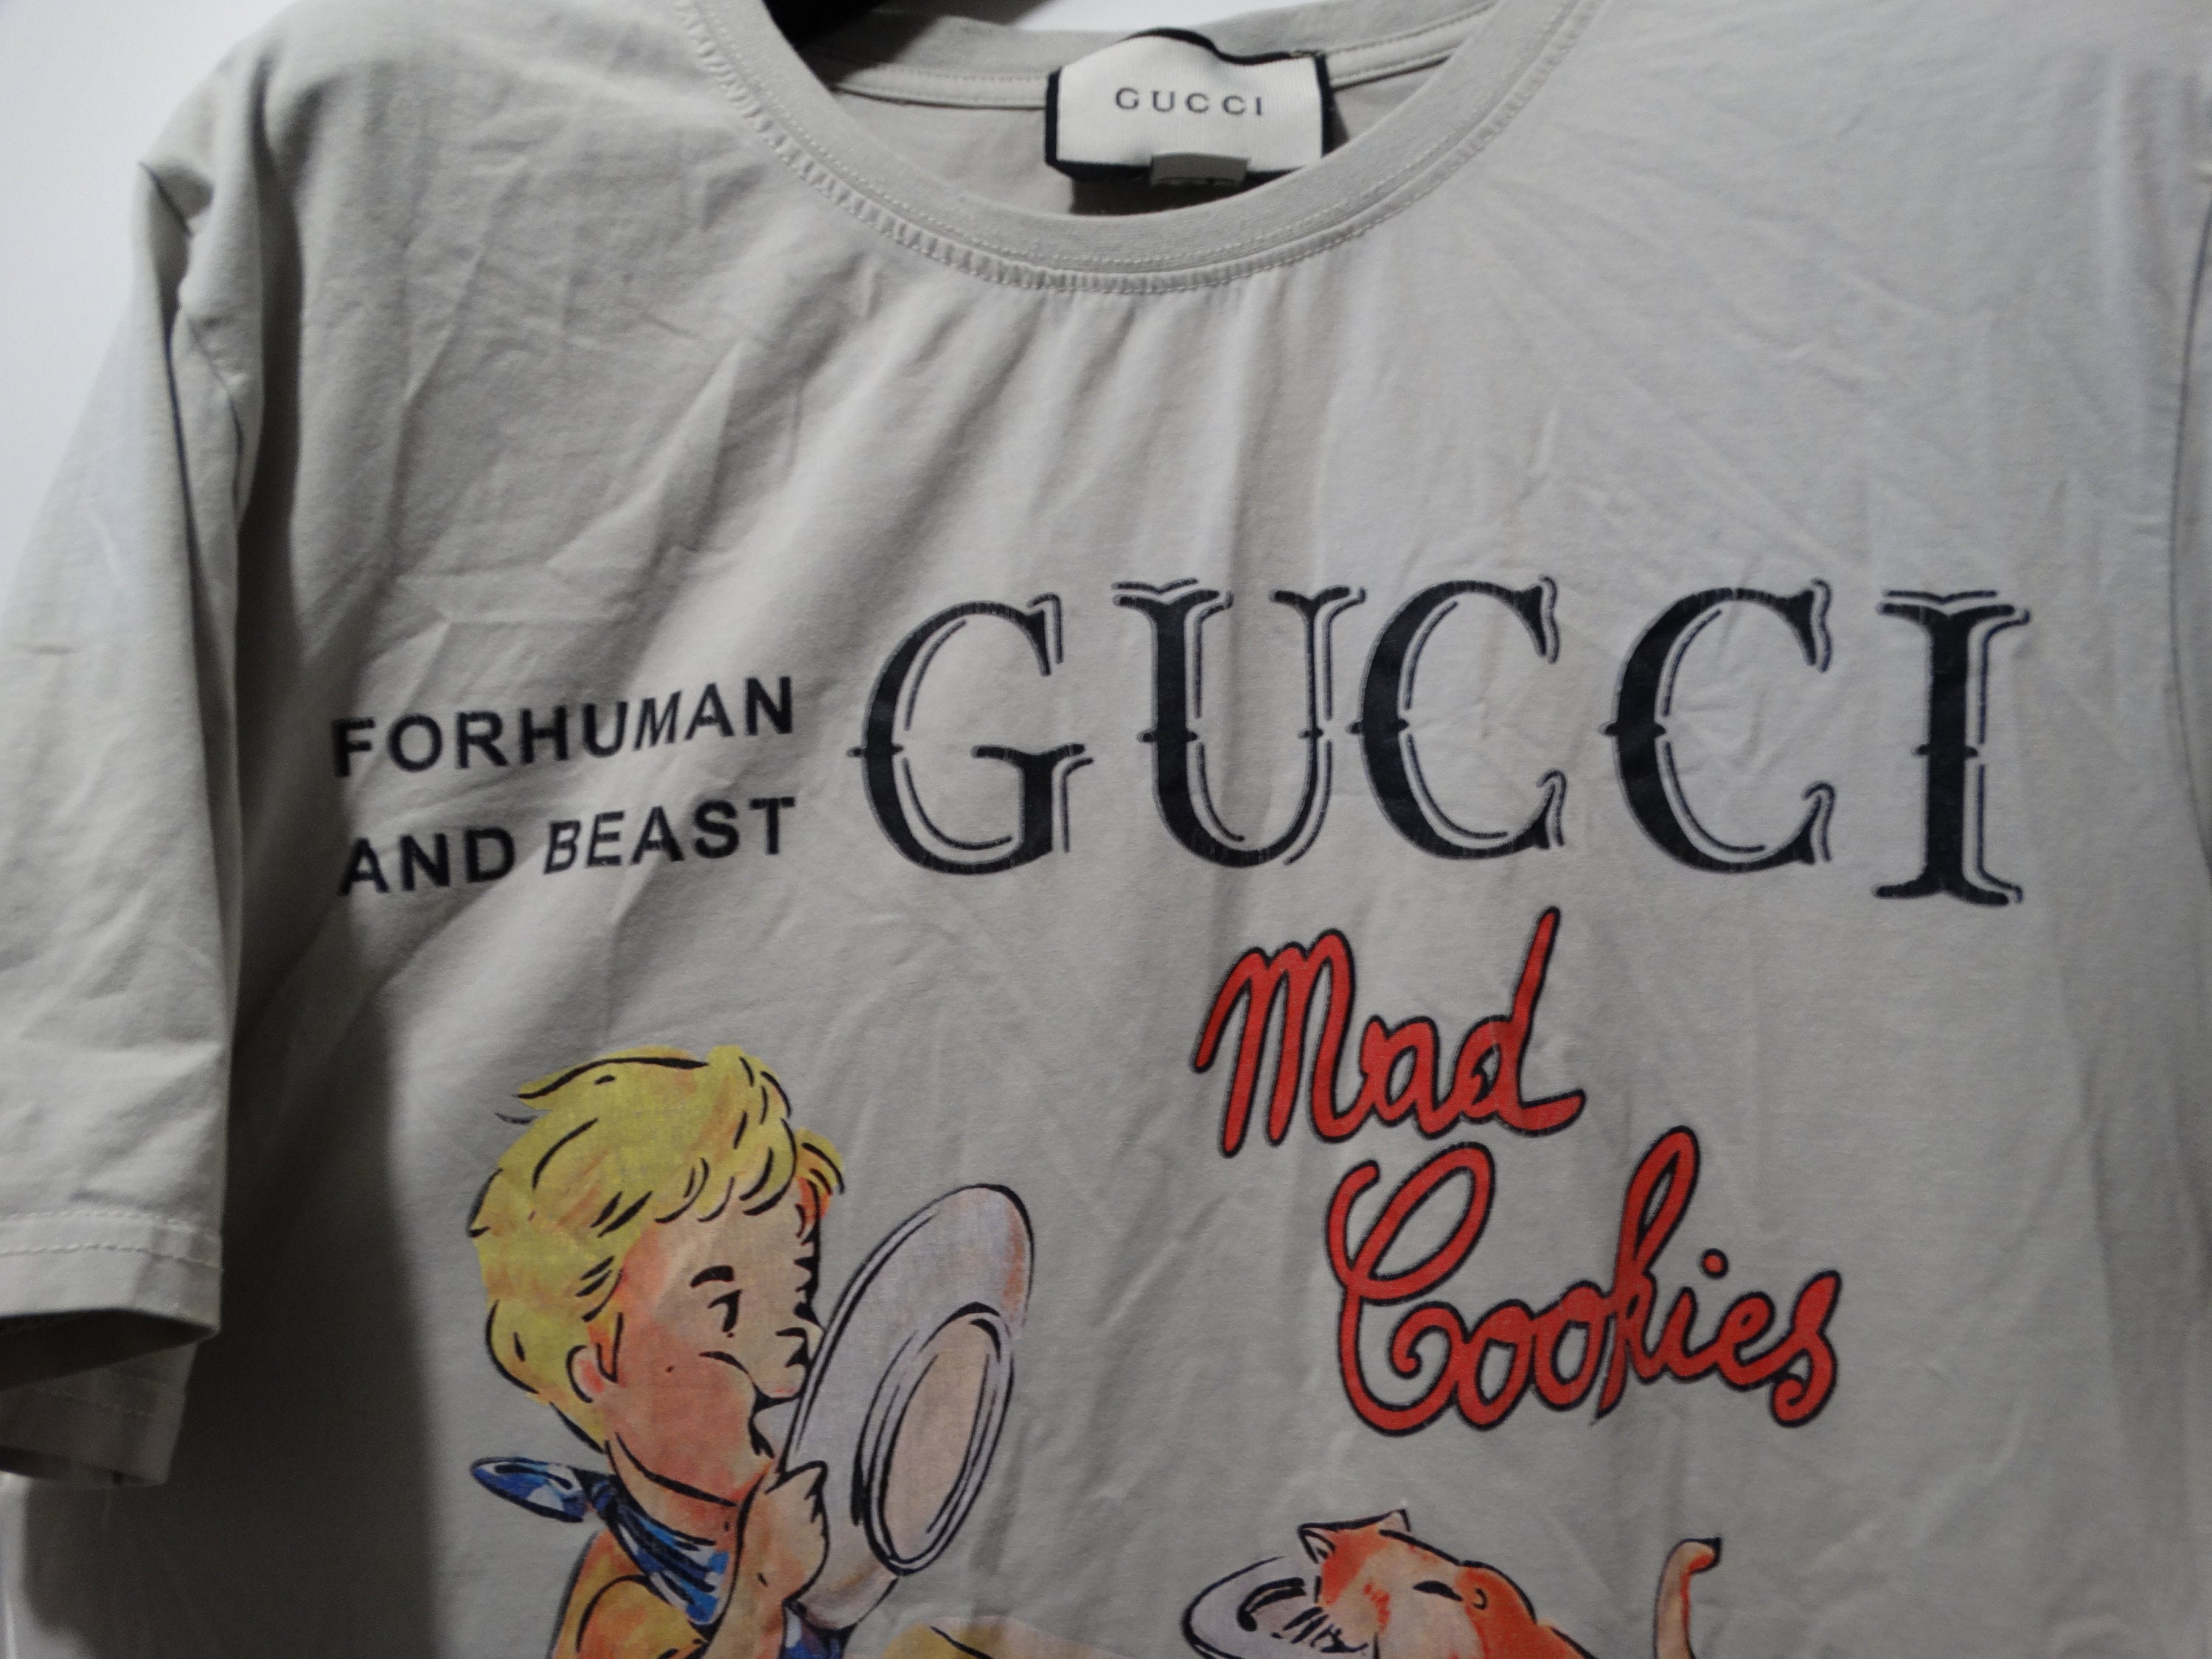 GUCCI
FORHUMAN
AND BEAST
GUCCI
Mad
Cookies